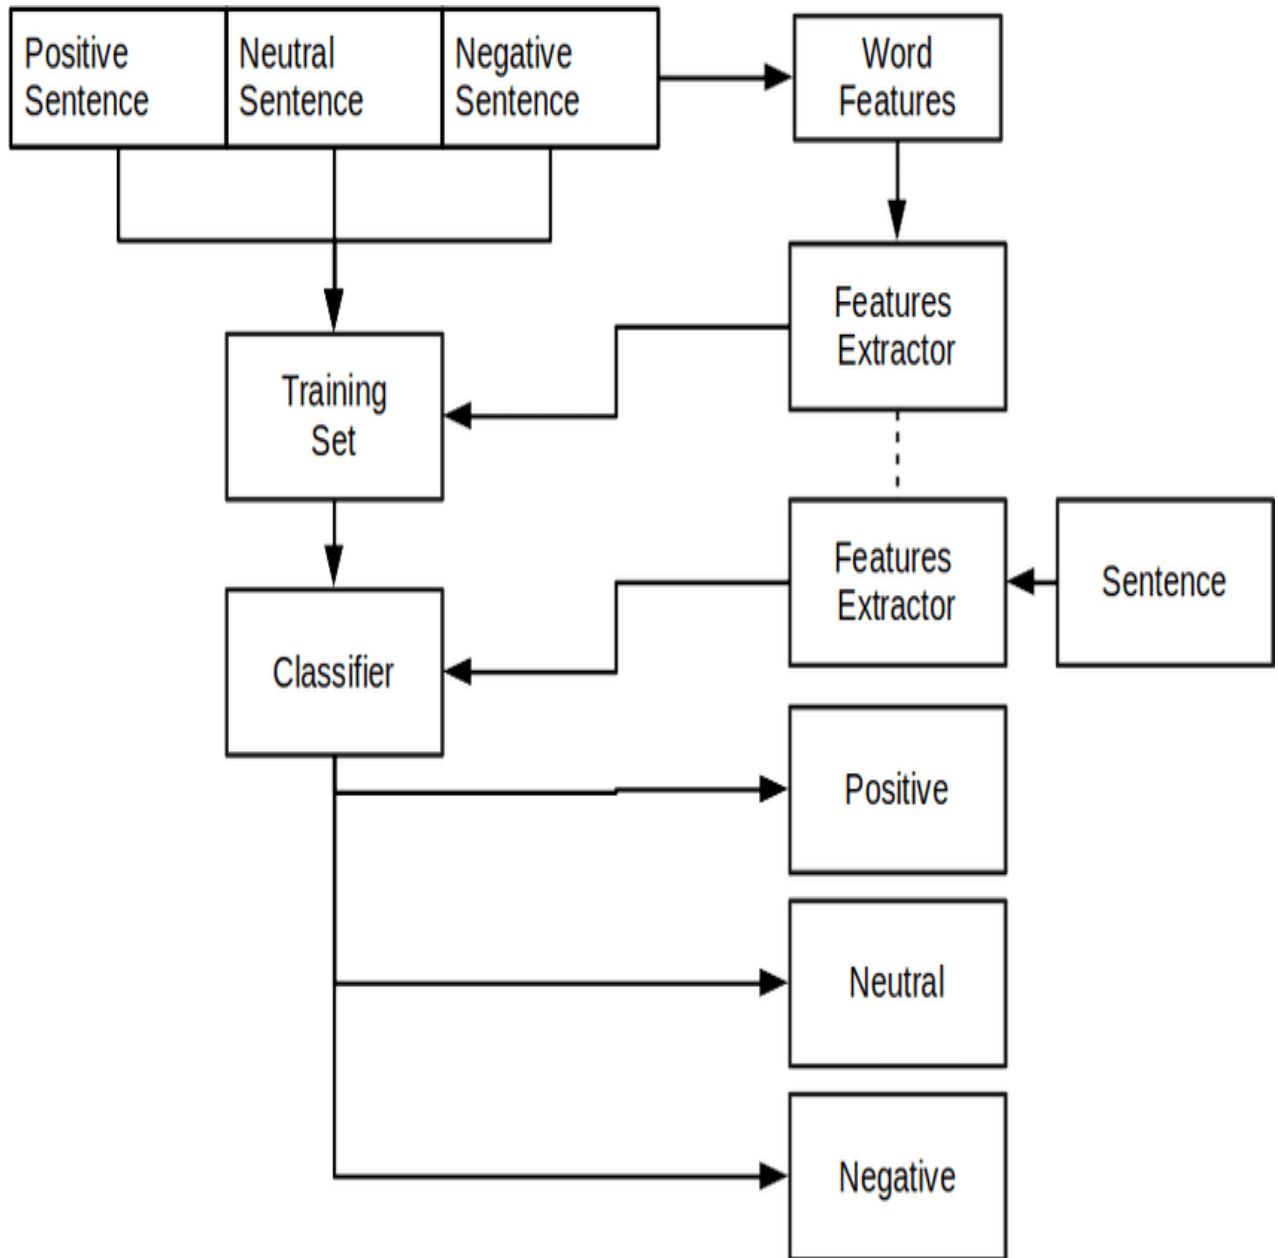 Positive
Sentence
Neutral
Sentence
Negative
Sentence
Word
Features
Features
Extractor
Training
Set
Features
Extractor
Sentence
Classifier
Positive
Neutral
Negative